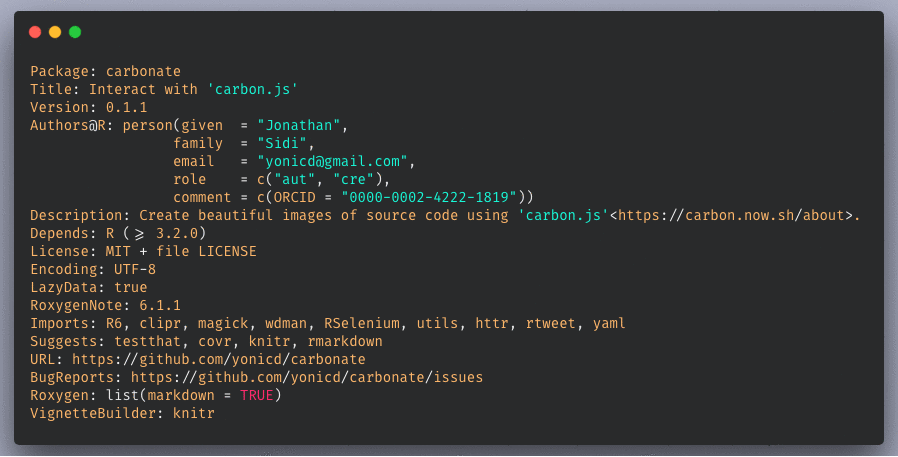 Package: carbonate
Title: Interact with 'carbon.js'
Version: 0.1.1
Authors@R: person(given  = "Jonathan",
                 family  = "Sidi",
                 email   = "yonicd@gmail.com",
                 role    = c("aut", "cre"),
                 comment = c(ORCID = "0000-0002-4222-1819"))
Description: Create beautiful images of source code using 'carbon.js'<https://carbon.now.sh/about>.
Depends: R (>= 3.2.0)
License: MIT + file LICENSE
Encoding: UTF-8
LazyData: true
RoxygenNote: 6.1.1
Imports: R6, clipr, magick, wdman, RSelenium, utils, httr, rtweet, yaml
Suggests: testthat, covr, knitr, rmarkdown
URL: https://github.com/yonicd/carbonate
BugReports: https://github.com/yonicd/carbonate/issues
Roxygen: list(markdown = TRUE)
VignetteBuilder: knitr